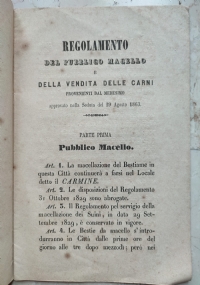 REGOLAMENTO
DEL PUBBLICO MACELLO
E
DELLA VENDITA DELLE CARNI
PROVENIENTI DAL MEDESIMO
approvato nella Seduta del 29 Agosto 1863.
PARTE PRIMA
Pubblico Macello.
Art. 1. La macellazione del Bestiame in
questa Città continuerà a farsi nel Locale
detto il CARMINE.
Art. 2. Le disposizioni del Regolamento
31 Ottobre 1829 sono abrogate.
Art. 3. Il Regolamento pel servigio della
macellazione dei Suini, in data 29 Set-
tembre 1829, è conservato in vigore.
Art. 4. Le Bestie da macello s'intro-
durranno in Città dalle prime ore del
giorno alle tre dopo mezzodì; però nei